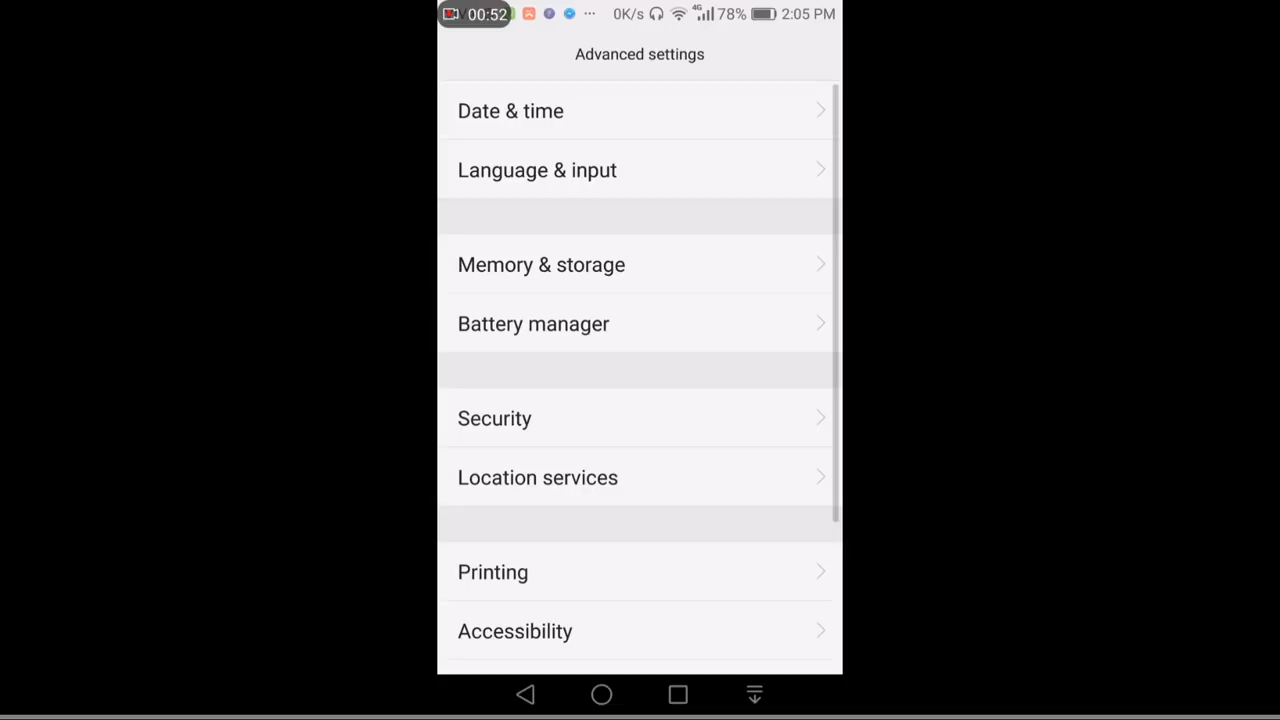 00:52 0K/s 4G 78% 2:05 PM
Advanced settings
Date & time
Language & input
Memory & storage
Battery manager
Security
Location services
Printing
Accessibility